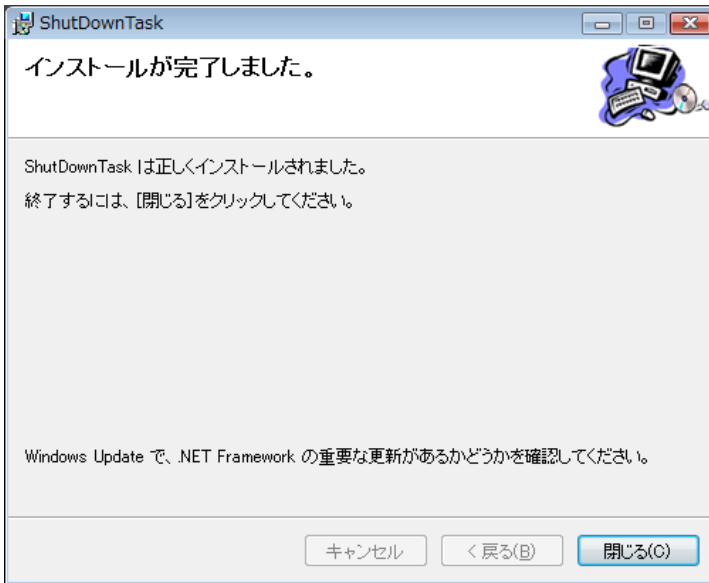 ShutDownTask
インストールが完了しました。
ShutDownTask は正しくインストールされました。
終了するには、[閉じる]をクリックしてください。
Windows Update で、.NET Framework の重要な更新があるかどうかを確認してください。
キャンセル
< 戻る(B)
閉じる(C)